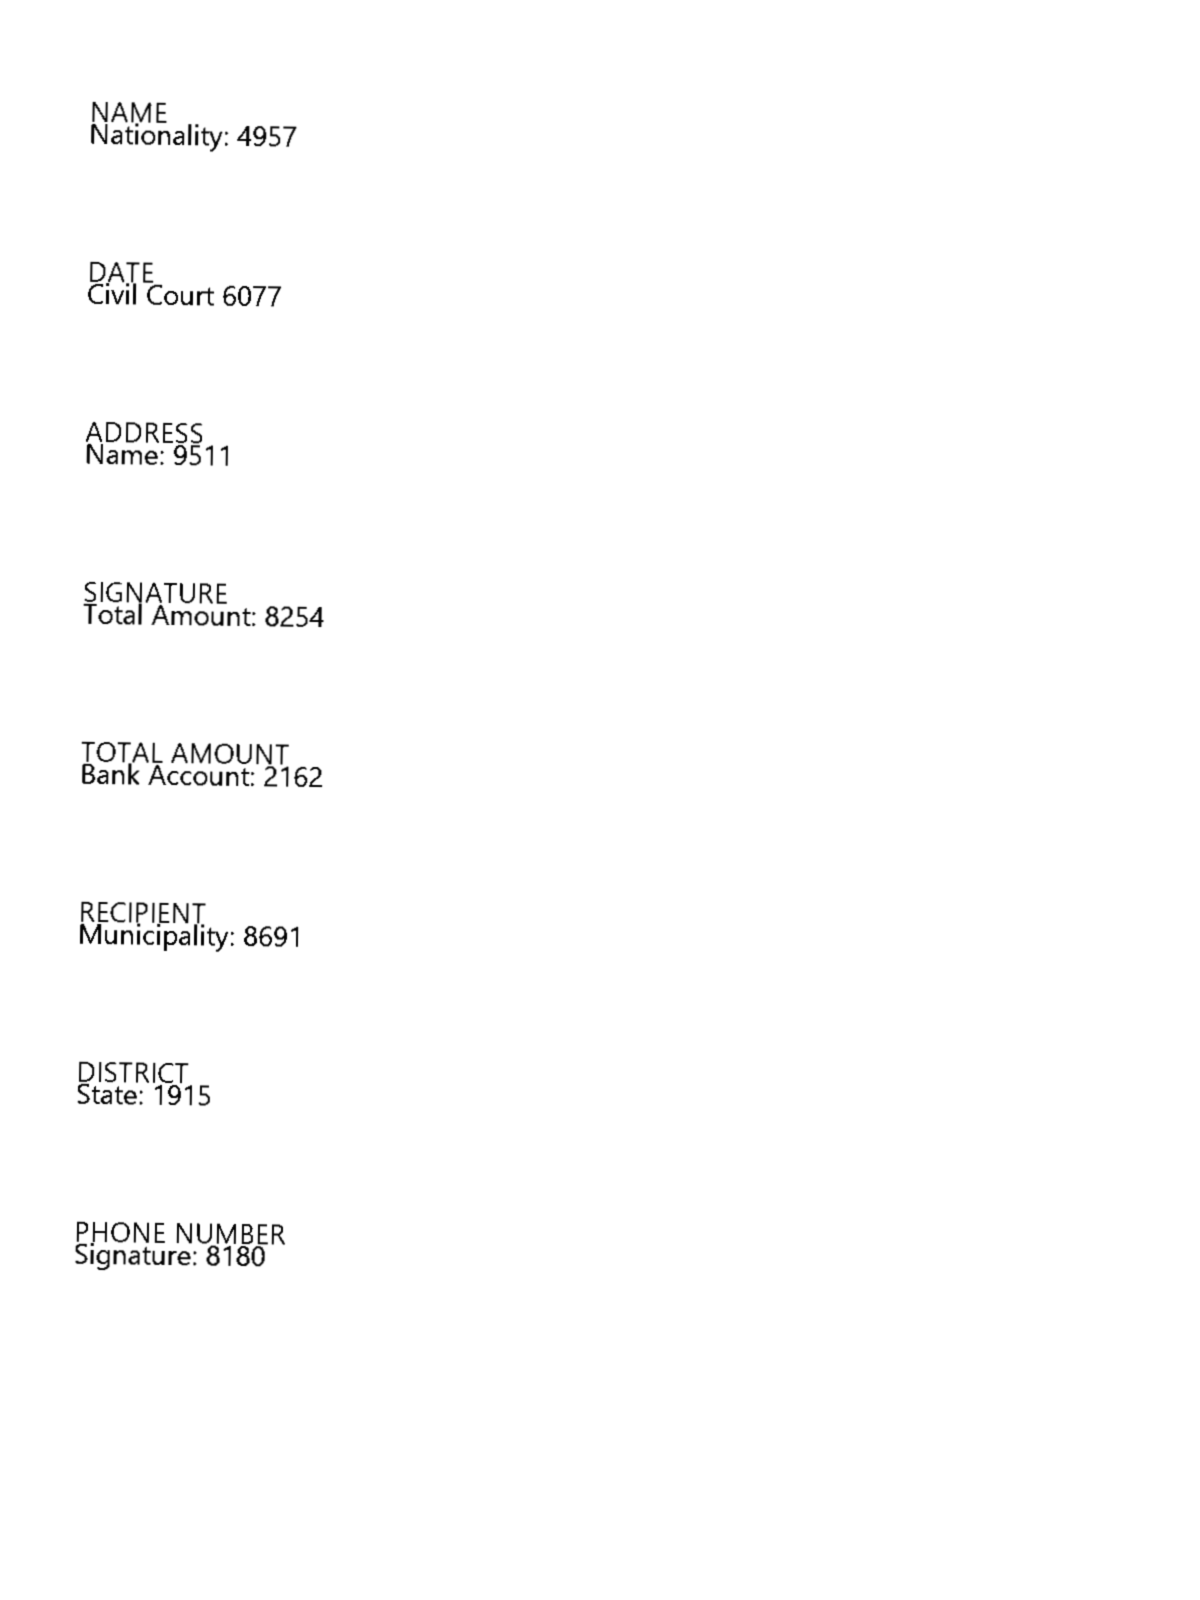 NAME
Nationality: 4957
DATE
Civil Court 6077
ADDRESS
Name: 9511
SIGNATURE
Total Amount: 8254
TOTAL AMOUNT
Bank Account: 2162
RECIPIENT
Municipality: 8691
DISTRICT
State: 1915
PHONE NUMBER
Signature: 8180